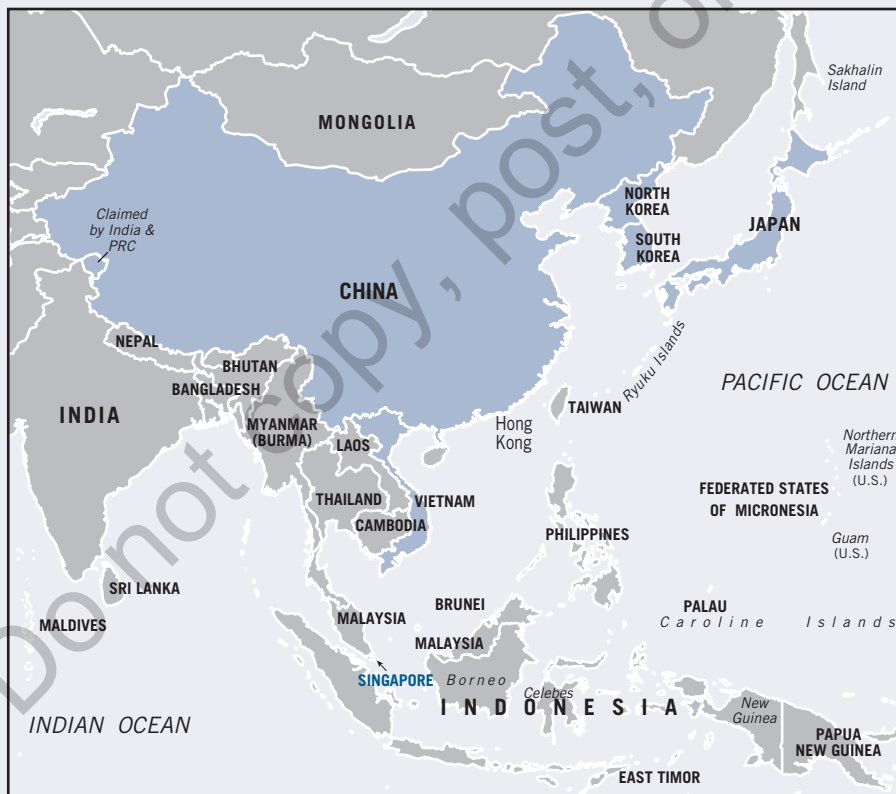 Do not copy, post, or
Sakhalin
Island
MONGOLIA
NORTH
KOREA
JAPAN
SOUTH
KOREA
Claimed
by India &
PRC
CHINA
NEPAL
BHUTAN
BANGLADESH
INDIA
MYANMAR
(BURMA)
LAOS
Hong
Kong
TAIWAN
Ryuku Islands
PACIFIC OCEAN
Northern
Mariana
Islands
(U.S.)
THAILAND
VIETNAM
CAMBODIA
FEDERATED STATES
OF MICRONESIA
PHILIPPINES
Guam
(U.S.)
SRI LANKA
MALDIVES
MALAYSIA
BRUNEI
MALAYSIA
PALAU
Caroline Islands
SINGAPORE
Borneo
Celebes
INDONESIA
New
Guinea
INDIAN OCEAN
PAPUA
NEW GUINEA
EAST TIMOR